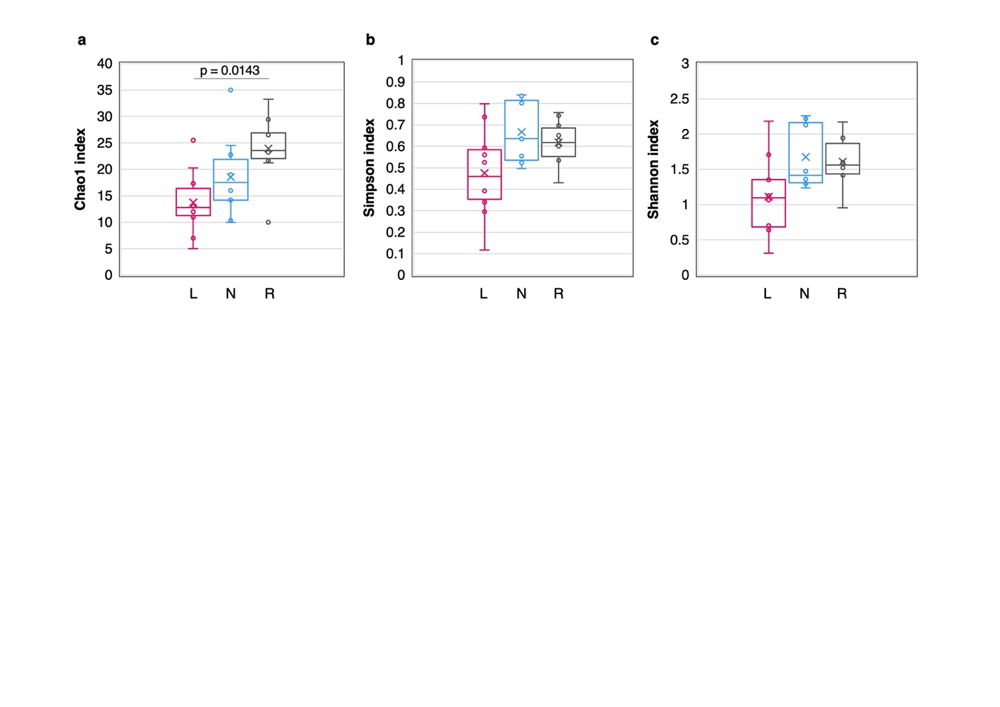 a
b
c
p = 0.0143
Chao1 index
40
35
30
25
20
15
10
5
0
L N R
Simpson index
1
0.9
0.8
0.7
0.6
0.5
0.4
0.3
0.2
0.1
0
L N R
Shannon index
3
2.5
2
1.5
1
0.5
0
L N R